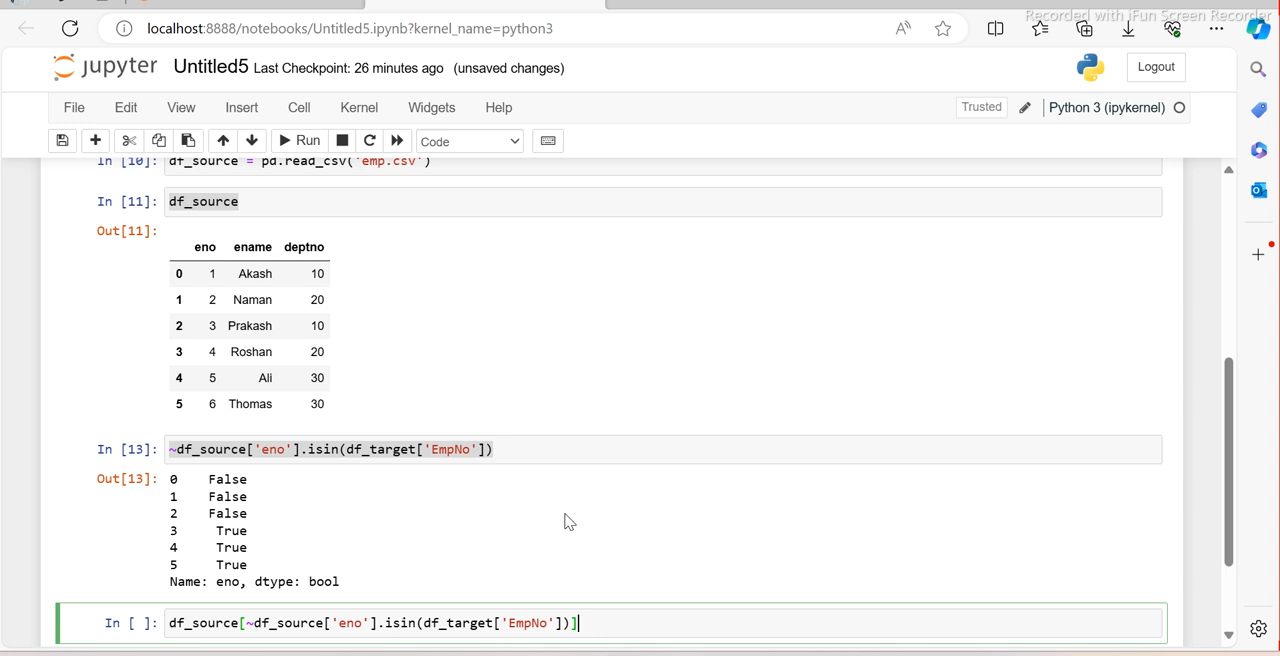 Recorded with iFun Screen Recorder
localhost:8888/notebooks/Untitled5.ipynb?kernel_name=python3
jupyter Untitled5 Last Checkpoint: 26 minutes ago (unsaved changes)
Logout
File Edit View Insert Cell Kernel Widgets Help
Trusted Python 3 (ipykernel)
Run Code
In [10]: df_source = pd.read_csv('emp.csv')
In [11]: df_source
Out[11]:
eno ename deptno
0 1 Akash 10
1 2 Naman 20
2 3 Prakash 10
3 4 Roshan 20
4 5 Ali 30
5 6 Thomas 30
In [13]: ~df_source['eno'].isin(df_target['EmpNo'])
Out[13]: 0 False
1 False
2 False
3 True
4 True
5 True
Name: eno, dtype: bool
In [ ]: df_source[~df_source['eno'].isin(df_target['EmpNo'])]